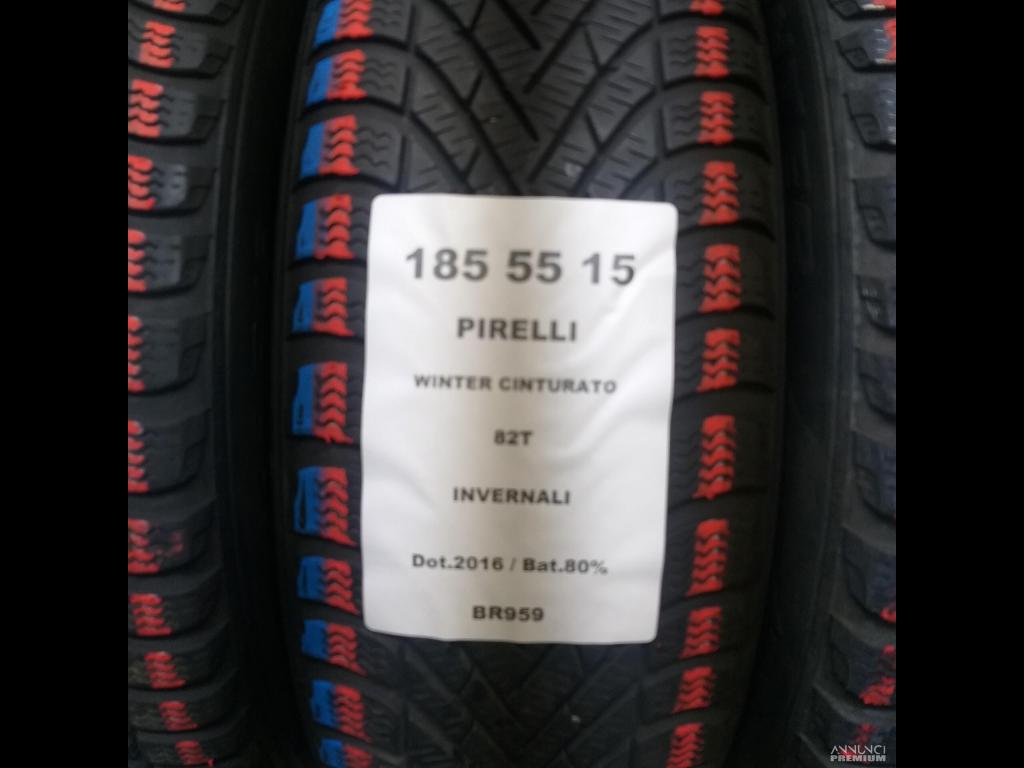 185 55 15
PIRELLI
WINTER CINTURATO
82T
INVERNALI
Dot.2016 / Bat.80%
BR959
ANNUNCI
PREMIUM